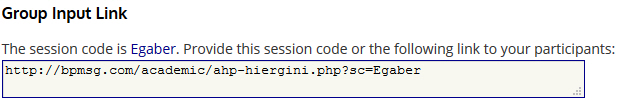 Group Input Link
The session code is Egaber. Provide this session code or the following link to your participants:
http://bpmsg.com/academic/ahp-hiergini.php?sc=Egaber